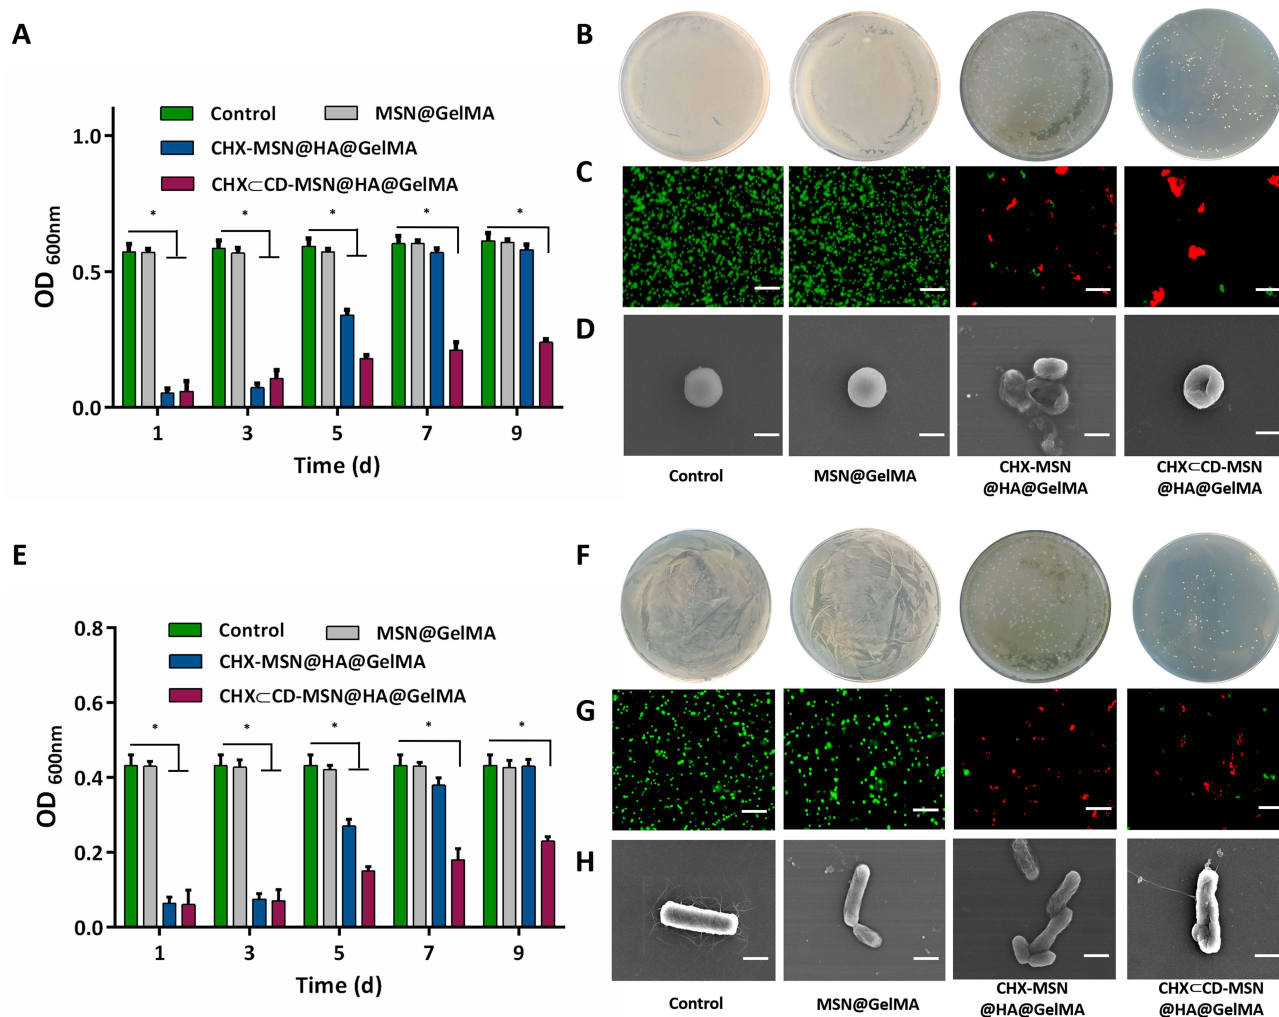 A
Control
MSN@GelMA
CHX-MSN@HA@GelMA
CHX⊂CD-MSN@HA@GelMA
OD 600nm
1.0
0.5
0.0
* * * * *
1 3 5 7 9
Time (d)
B
C
D
Control
MSN@GelMA
CHX-MSN
@HA@GelMA
CHX⊂CD-MSN
@HA@GelMA
E
Control
MSN@GelMA
CHX-MSN@HA@GelMA
CHX⊂CD-MSN@HA@GelMA
OD 600nm
0.8
0.6
0.4
0.2
0.0
* * * * *
1 3 5 7 9
Time (d)
F
G
H
Control
MSN@GelMA
CHX-MSN
@HA@GelMA
CHX⊂CD-MSN
@HA@GelMA